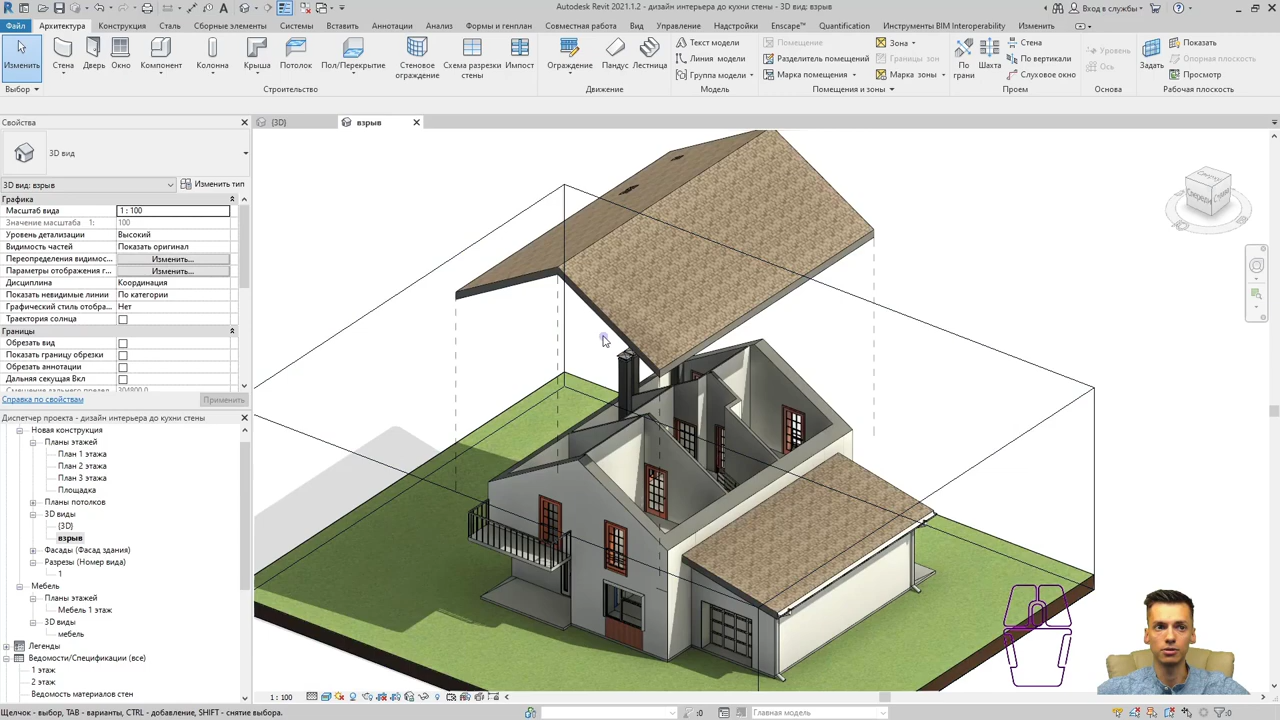 Autodesk Revit 2021.1.2 - дизайн интерьера до кухни стены - 3D вид: взрыв
Вход в службы
Файл Архитектура Конструкция Сталь Сборные элементы Системы Вставить Аннотации Анализ Формы и генплан Совместная работа Вид Управление Надстройки Enscape™ Quantification Инструменты BIM Interoperability Изменить
Изменить Стена Дверь Окно Компонент Колонна Крыша Потолок Пол/Перекрытие Стеновое ограждение Схема разрезки стены Импост Ограждение Пандус Лестница
Текст модели
Линия модели
Группа модели
Помещение
Разделитель помещений
Марка помещения
Зона
Границы зон
Марка зоны
По грани
Шахта
Стена
По вертикали
Слуховое окно
Уровень
Ось
Задать
Показать
Опорная плоскость
Просмотр
Выбор Строительство Движение Модель Помещения и зоны Проем Основа Рабочая плоскость
Свойства
{3D} взрыв
3D вид
3D вид: взрыв Изменить тип
Графика
Масштаб вида 1 : 100
Значение масштаба 1: 100
Уровень детализации Высокий
Видимость частей Показать оригинал
Переопределения видимос... Изменить...
Параметры отображения г... Изменить...
Дисциплина Координация
Показать невидимые линии По категории
Графический стиль отобра... Нет
Траектория солнца
Границы
Обрезать вид
Показать границу обрезки
Обрезать аннотации
Дальняя секущая Вкл
Справка по свойствам Применить
Диспетчер проекта - дизайн интерьера до кухни стены
Новая конструкция
Планы этажей
План 1 этажа
План 2 этажа
План 3 этажа
Площадка
Планы потолков
3D виды
{3D}
взрыв
Фасады (Фасад здания)
Разрезы (Номер вида)
1
Мебель
Планы этажей
Мебель 1 этаж
3D виды
мебель
Легенды
Ведомости/Спецификации (все)
1 этаж
2 этаж
Ведомость материалов стен
1 : 100
Щелчок - выбор, TAB - варианты, CTRL - добавление, SHIFT - снятие выбора.
:0 Главная модель :0